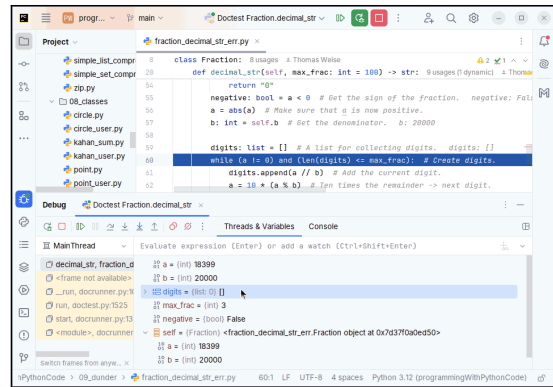 PC
PW progr...
main
Doctest Fraction.decimal_str
Project
fraction_decimal_str_err.py
simple_list_compr
simple_set_compr
zip.py
08_classes
circle.py
circle_user.py
kahan_sum.py
kahan_user.py
point.py
point_user.py
8 class Fraction: 8 usages Thomas Weise
2 1
20 def decimal_str(self, max_frac: int = 100) -> str: 9 usages (1 dynamic) Thomas
54 return "0"
55 negative: bool = a < 0 # Get the sign of the fraction. negative: Fal
56 a = abs(a) # Make sure that a is now positive.
57 b: int = self.b # Get the denominator. b: 20000
59 digits: list = [] # A list for collecting digits. digits: []
60 while (a != 0) and (len(digits) <= max_frac): # Create digits.
61 digits.append(a // b) # Add the current digit.
62 a = 10 * (a % b) # Ten times the remainder -> next digit.
Debug
Doctest Fraction.decimal_str
Threads & Variables
Console
MainThread
Evaluate expression (Enter) or add a watch (Ctrl+Shift+Enter)
decimal_str, fraction_d
<frame not available>
__run, docrunner.py:1
run, doctest.py:1525
start, docrunner.py:13
<module>, docrunner
Switch frames from anyw...
a = {int} 18399
b = {int} 20000
digits = {list: 0} []
max_frac = {int} 3
negative = {bool} False
self = {Fraction} <fraction_decimal_str_err.Fraction object at 0x7d37f0a0ed50>
a = {int} 18399
b = {int} 20000
hPythonCode > 09_dunder > fraction_decimal_str_err.py
60:1 LF UTF-8 4 spaces Python 3.12 (programmingWithPythonCode)